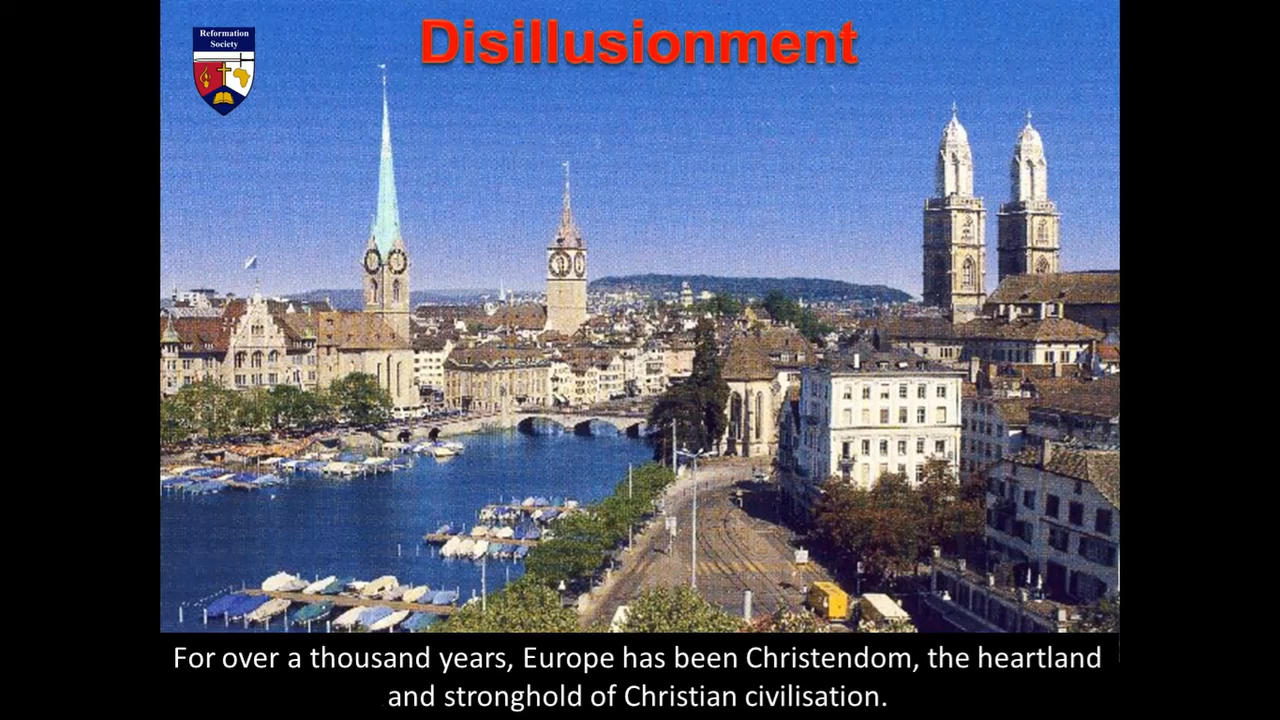 Reformation
Society
Disillusionment
For over a thousand years, Europe has been Christendom, the heartland
and stronghold of Christian civilisation.